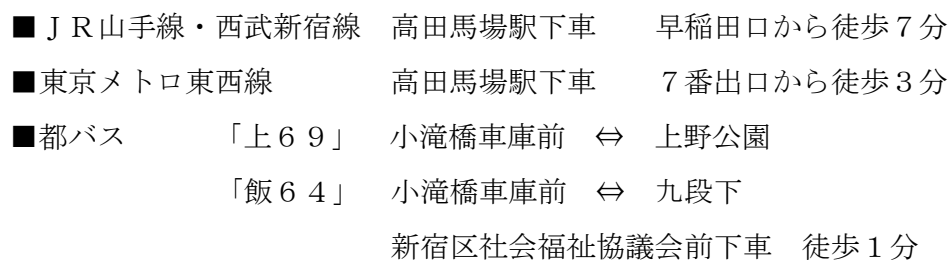 ■ＪＲ山手線・西武新宿線　高田馬場駅下車　　早稲田口から徒歩７分
■東京メトロ東西線　　　　高田馬場駅下車　　７番出口から徒歩３分
■都バス　　　「上６９」　小滝橋車庫前　⇔　上野公園
「飯６４」　小滝橋車庫前　⇔　九段下
新宿区社会福祉協議会前下車　徒歩１分